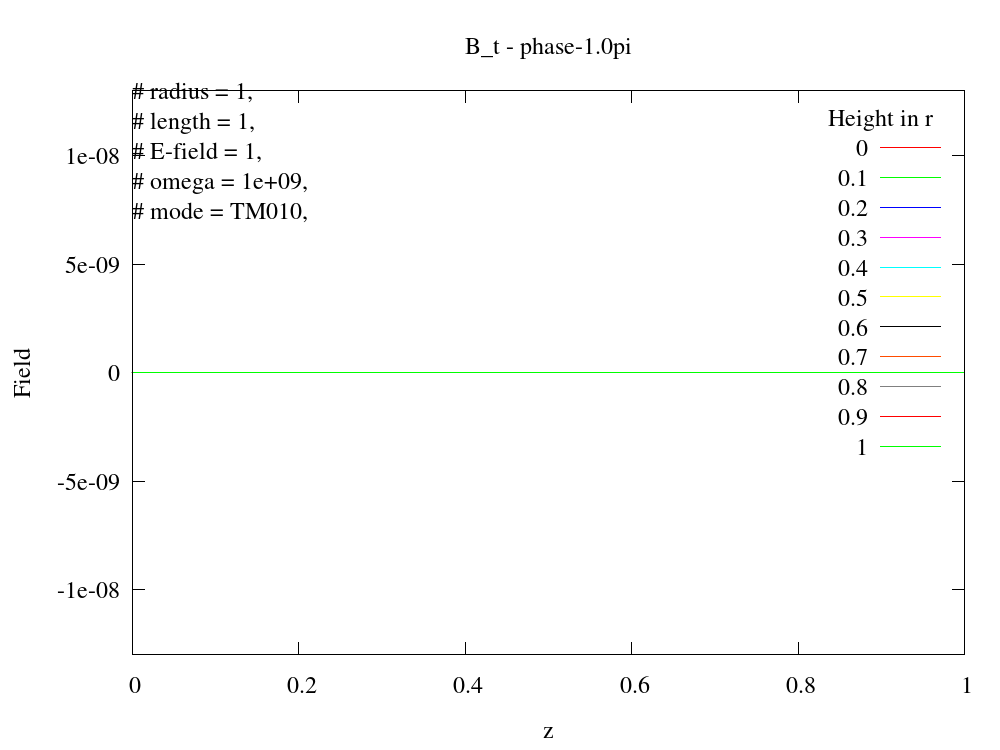 B_t - phase-1.0pi
# radius = 1,
# length = 1,
# E-field = 1,
# omega = 1e+09,
# mode = TM010,
Height in r
0
0.1
0.2
0.3
0.4
0.5
0.6
0.7
0.8
0.9
1
1e-08
5e-09
0
-5e-09
-1e-08
Field
0 0.2 0.4 0.6 0.8 1
z